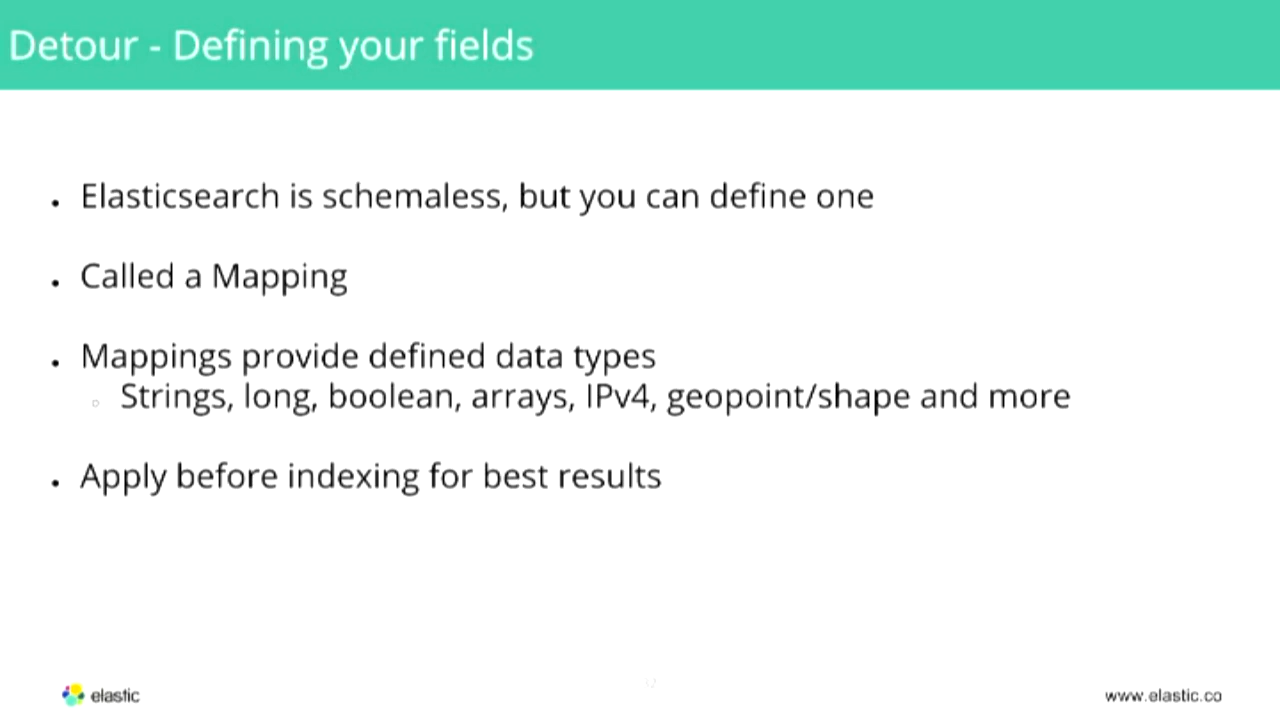 Detour - Defining your fields
. Elasticsearch is schemaless, but you can define one
. Called a Mapping
. Mappings provide defined data types
○ Strings, long, boolean, arrays, IPv4, geopoint/shape and more
. Apply before indexing for best results
elastic
www.elastic.co